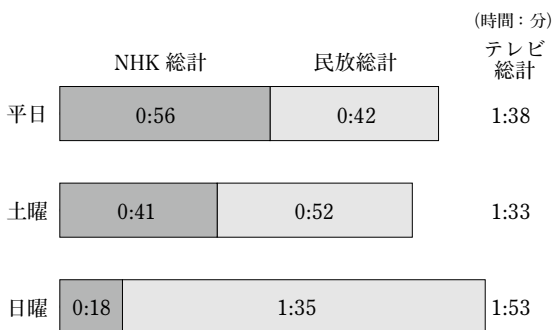 (時間：分)
NHK 総計 民放総計 テレビ
総計
平日 0:56 0:42 1:38
土曜 0:41 0:52 1:33
日曜 0:18 1:35 1:53